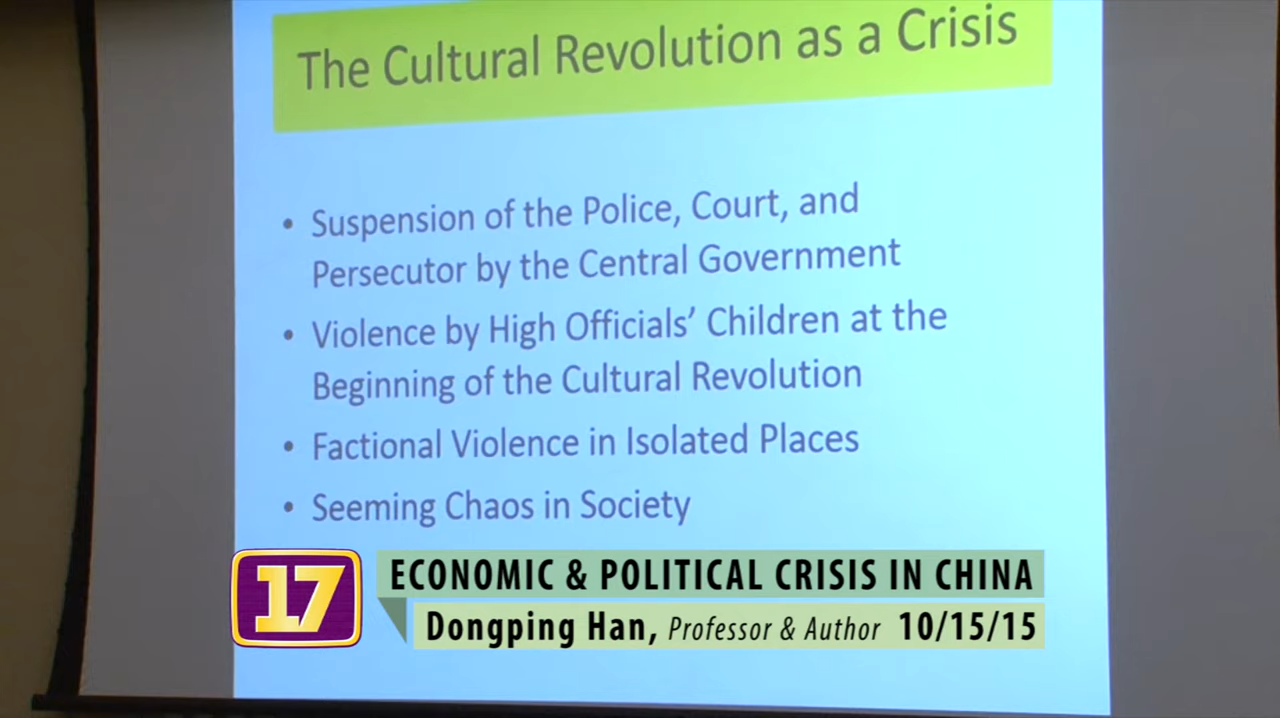 The Cultural Revolution as a Crisis
• Suspension of the Police, Court, and
Persecutor by the Central Government
• Violence by High Officials’ Children at the
Beginning of the Cultural Revolution
• Factional Violence in Isolated Places
• Seeming Chaos in Society
17
ECONOMIC & POLITICAL CRISIS IN CHINA
Dongping Han, Professor & Author 10/15/15